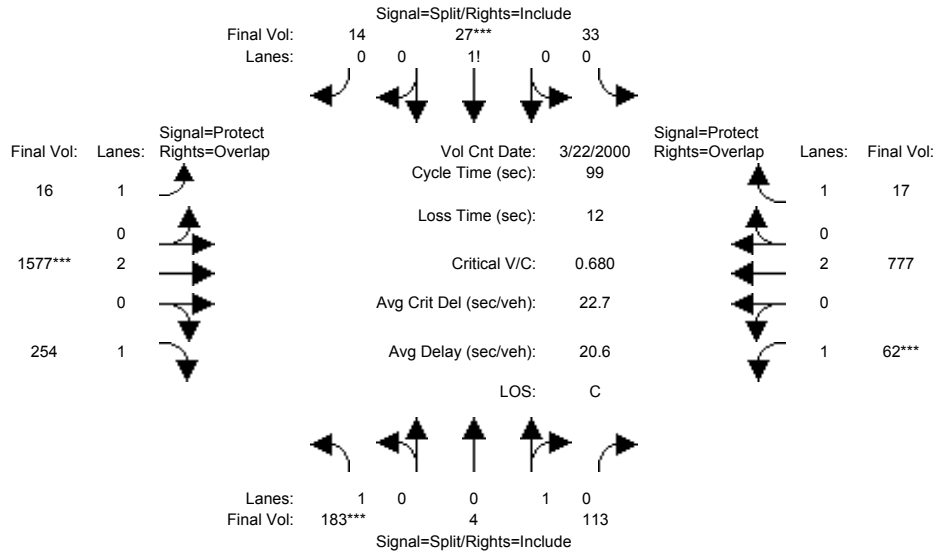 Signal=Split/Rights=Include
Final Vol: 14 27*** 33
Lanes: 0 0 1! 0 0
Signal=Protect Signal=Protect
Final Vol: Lanes: Rights=Overlap Vol Cnt Date: 3/22/2000 Rights=Overlap Lanes: Final Vol:
Cycle Time (sec): 99
16 1 1 17
Loss Time (sec): 12
0 0
1577*** 2 Critical V/C: 0.680 2 777
0 Avg Crit Del (sec/veh): 22.7 0
254 1 Avg Delay (sec/veh): 20.6 1 62***
LOS: C
Lanes: 1 0 0 1 0
Final Vol: 183*** 4 113
Signal=Split/Rights=Include